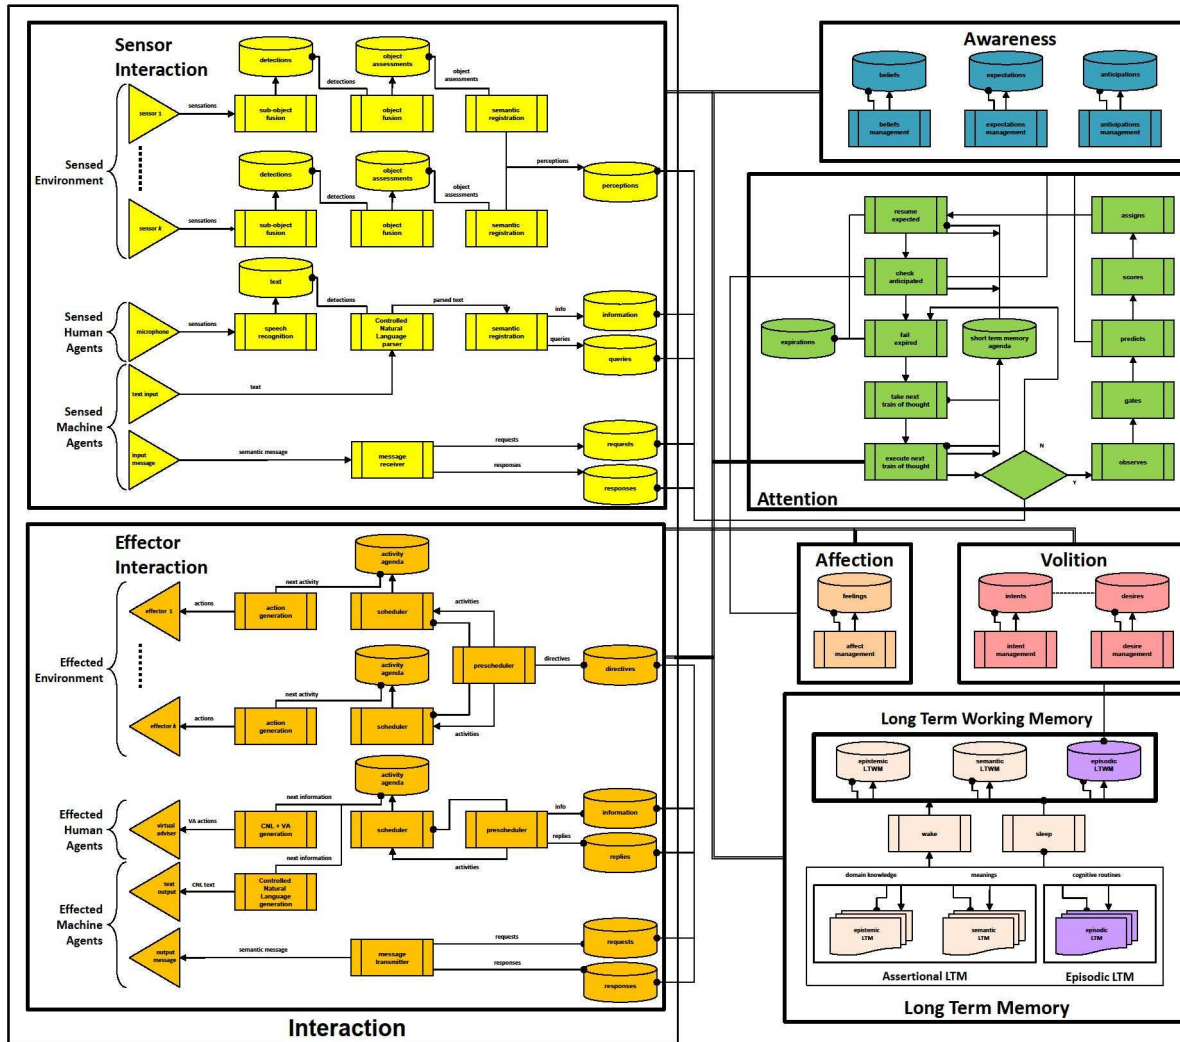 Sensor
Interaction
detections
object
assessments
detections
object
assessments
sensor 1
sensations
sub-object
fusion
object
fusion
semantic
registration
Sensed
Environment
perceptions
perceptions
detections
object
assessments
detections
object
assessments
sensor k
sensations
sub-object
fusion
object
fusion
semantic
registration
text
detections
parsed text
Sensed
Human
Agents
microphone
sensations
speech
recognition
Controlled
Natural
Language
parser
semantic
registration
info
information
queries
queries
Sensed
Machine
Agents
text input
text
input
message
semantic message
message
receiver
requests
requests
responses
responses
Effector
Interaction
activity
agenda
next activity
effector 1
actions
action
generation
scheduler
activities
Effected
Environment
activity
agenda
prescheduler
directives
directives
next activity
effector k
actions
action
generation
scheduler
activities
activity
agenda
next information
Effected
Human
Agents
virtual
adviser
VA actions
CNL + VA
generation
scheduler
prescheduler
info
information
replies
replies
next information
activities
Effected
Machine
Agents
text
output
CNL text
Controlled
Natural
Language
generation
output
message
semantic message
message
transmitter
requests
requests
responses
responses
Interaction
Awareness
beliefs
expectations
anticipations
beliefs
management
expectations
management
anticipations
management
resume
expected
assigns
check
anticipated
scores
expirations
fail
expired
short term memory
agenda
predicts
take next
train of thought
gates
execute next
train of thought
N
Y
observes
Attention
Affection
feelings
affect
management
Volition
intents
desires
intent
management
desire
management
Long Term Working Memory
epistemic
LTWM
semantic
LTWM
episodic
LTWM
wake
sleep
domain knowledge
meanings
cognitive routines
epistemic
LTM
semantic
LTM
episodic
LTM
Assertional LTM
Episodic LTM
Long Term Memory